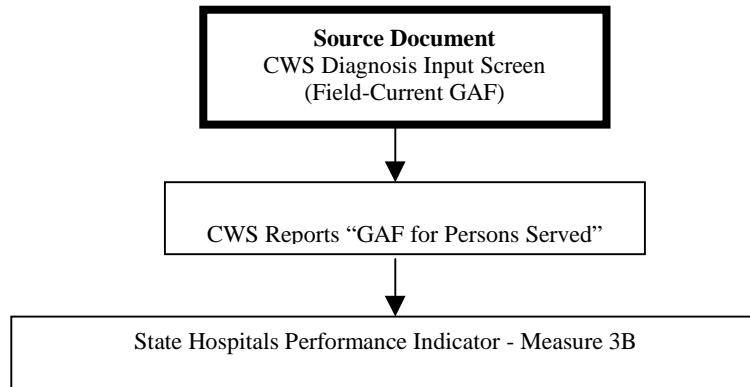 Source Document
CWS Diagnosis Input Screen
(Field-Current GAF)
CWS Reports “GAF for Persons Served”
State Hospitals Performance Indicator - Measure 3B